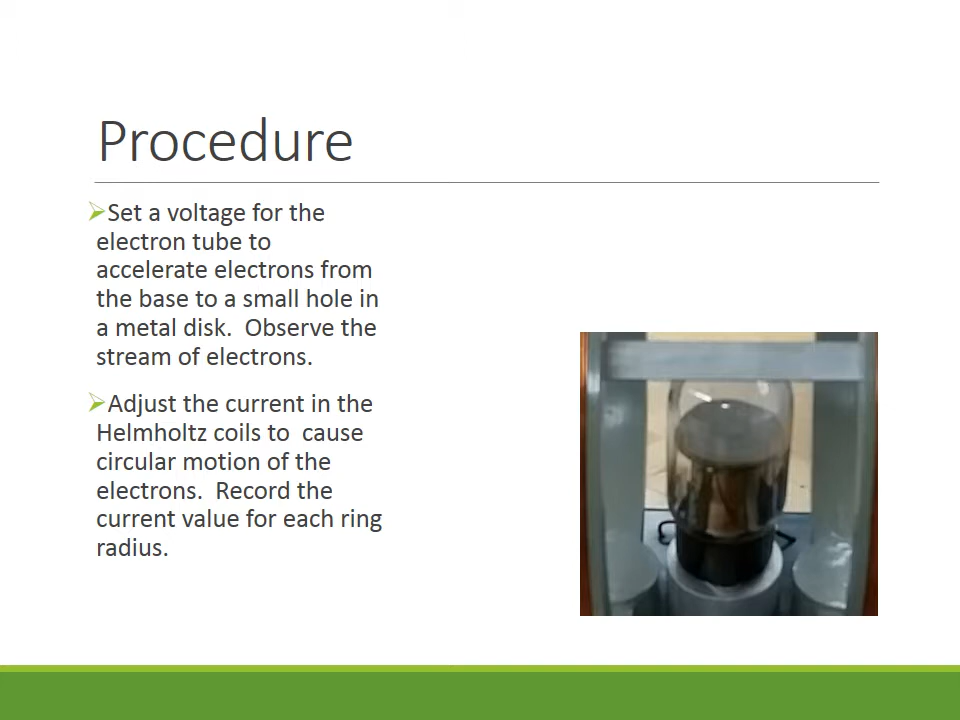 Procedure
Set a voltage for the
electron tube to
accelerate electrons from
the base to a small hole in
a metal disk.  Observe the
stream of electrons.
Adjust the current in the
Helmholtz coils to  cause
circular motion of the
electrons.  Record the
current value for each ring
radius.